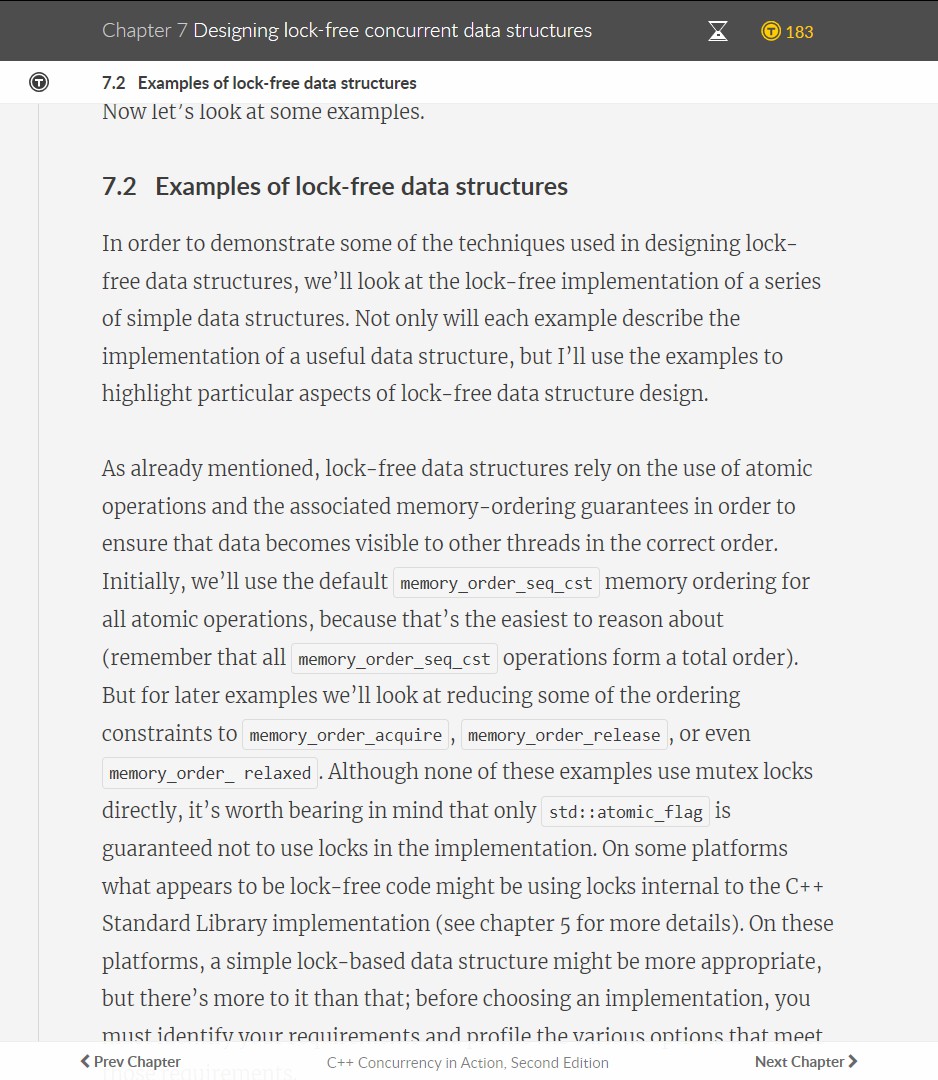 Chapter 7 Designing lock-free concurrent data structures
T 183
T 7.2 Examples of lock-free data structures
Now let's look at some examples.
7.2 Examples of lock-free data structures
In order to demonstrate some of the techniques used in designing lock-
free data structures, we'll look at the lock-free implementation of a series
of simple data structures. Not only will each example describe the
implementation of a useful data structure, but I'll use the examples to
highlight particular aspects of lock-free data structure design.
As already mentioned, lock-free data structures rely on the use of atomic
operations and the associated memory-ordering guarantees in order to
ensure that data becomes visible to other threads in the correct order.
Initially, we'll use the default memory_order_seq_cst memory ordering for
all atomic operations, because that's the easiest to reason about
(remember that all memory_order_seq_cst operations form a total order).
But for later examples we'll look at reducing some of the ordering
constraints to memory_order_acquire, memory_order_release, or even
memory_order_ relaxed. Although none of these examples use mutex locks
directly, it's worth bearing in mind that only std::atomic_flag is
guaranteed not to use locks in the implementation. On some platforms
what appears to be lock-free code might be using locks internal to the C++
Standard Library implementation (see chapter 5 for more details). On these
platforms, a simple lock-based data structure might be more appropriate,
but there's more to it than that; before choosing an implementation, you
must identify your requirements and profile the various options that meet
those requirements.
Prev Chapter
C++ Concurrency in Action, Second Edition
Next Chapter